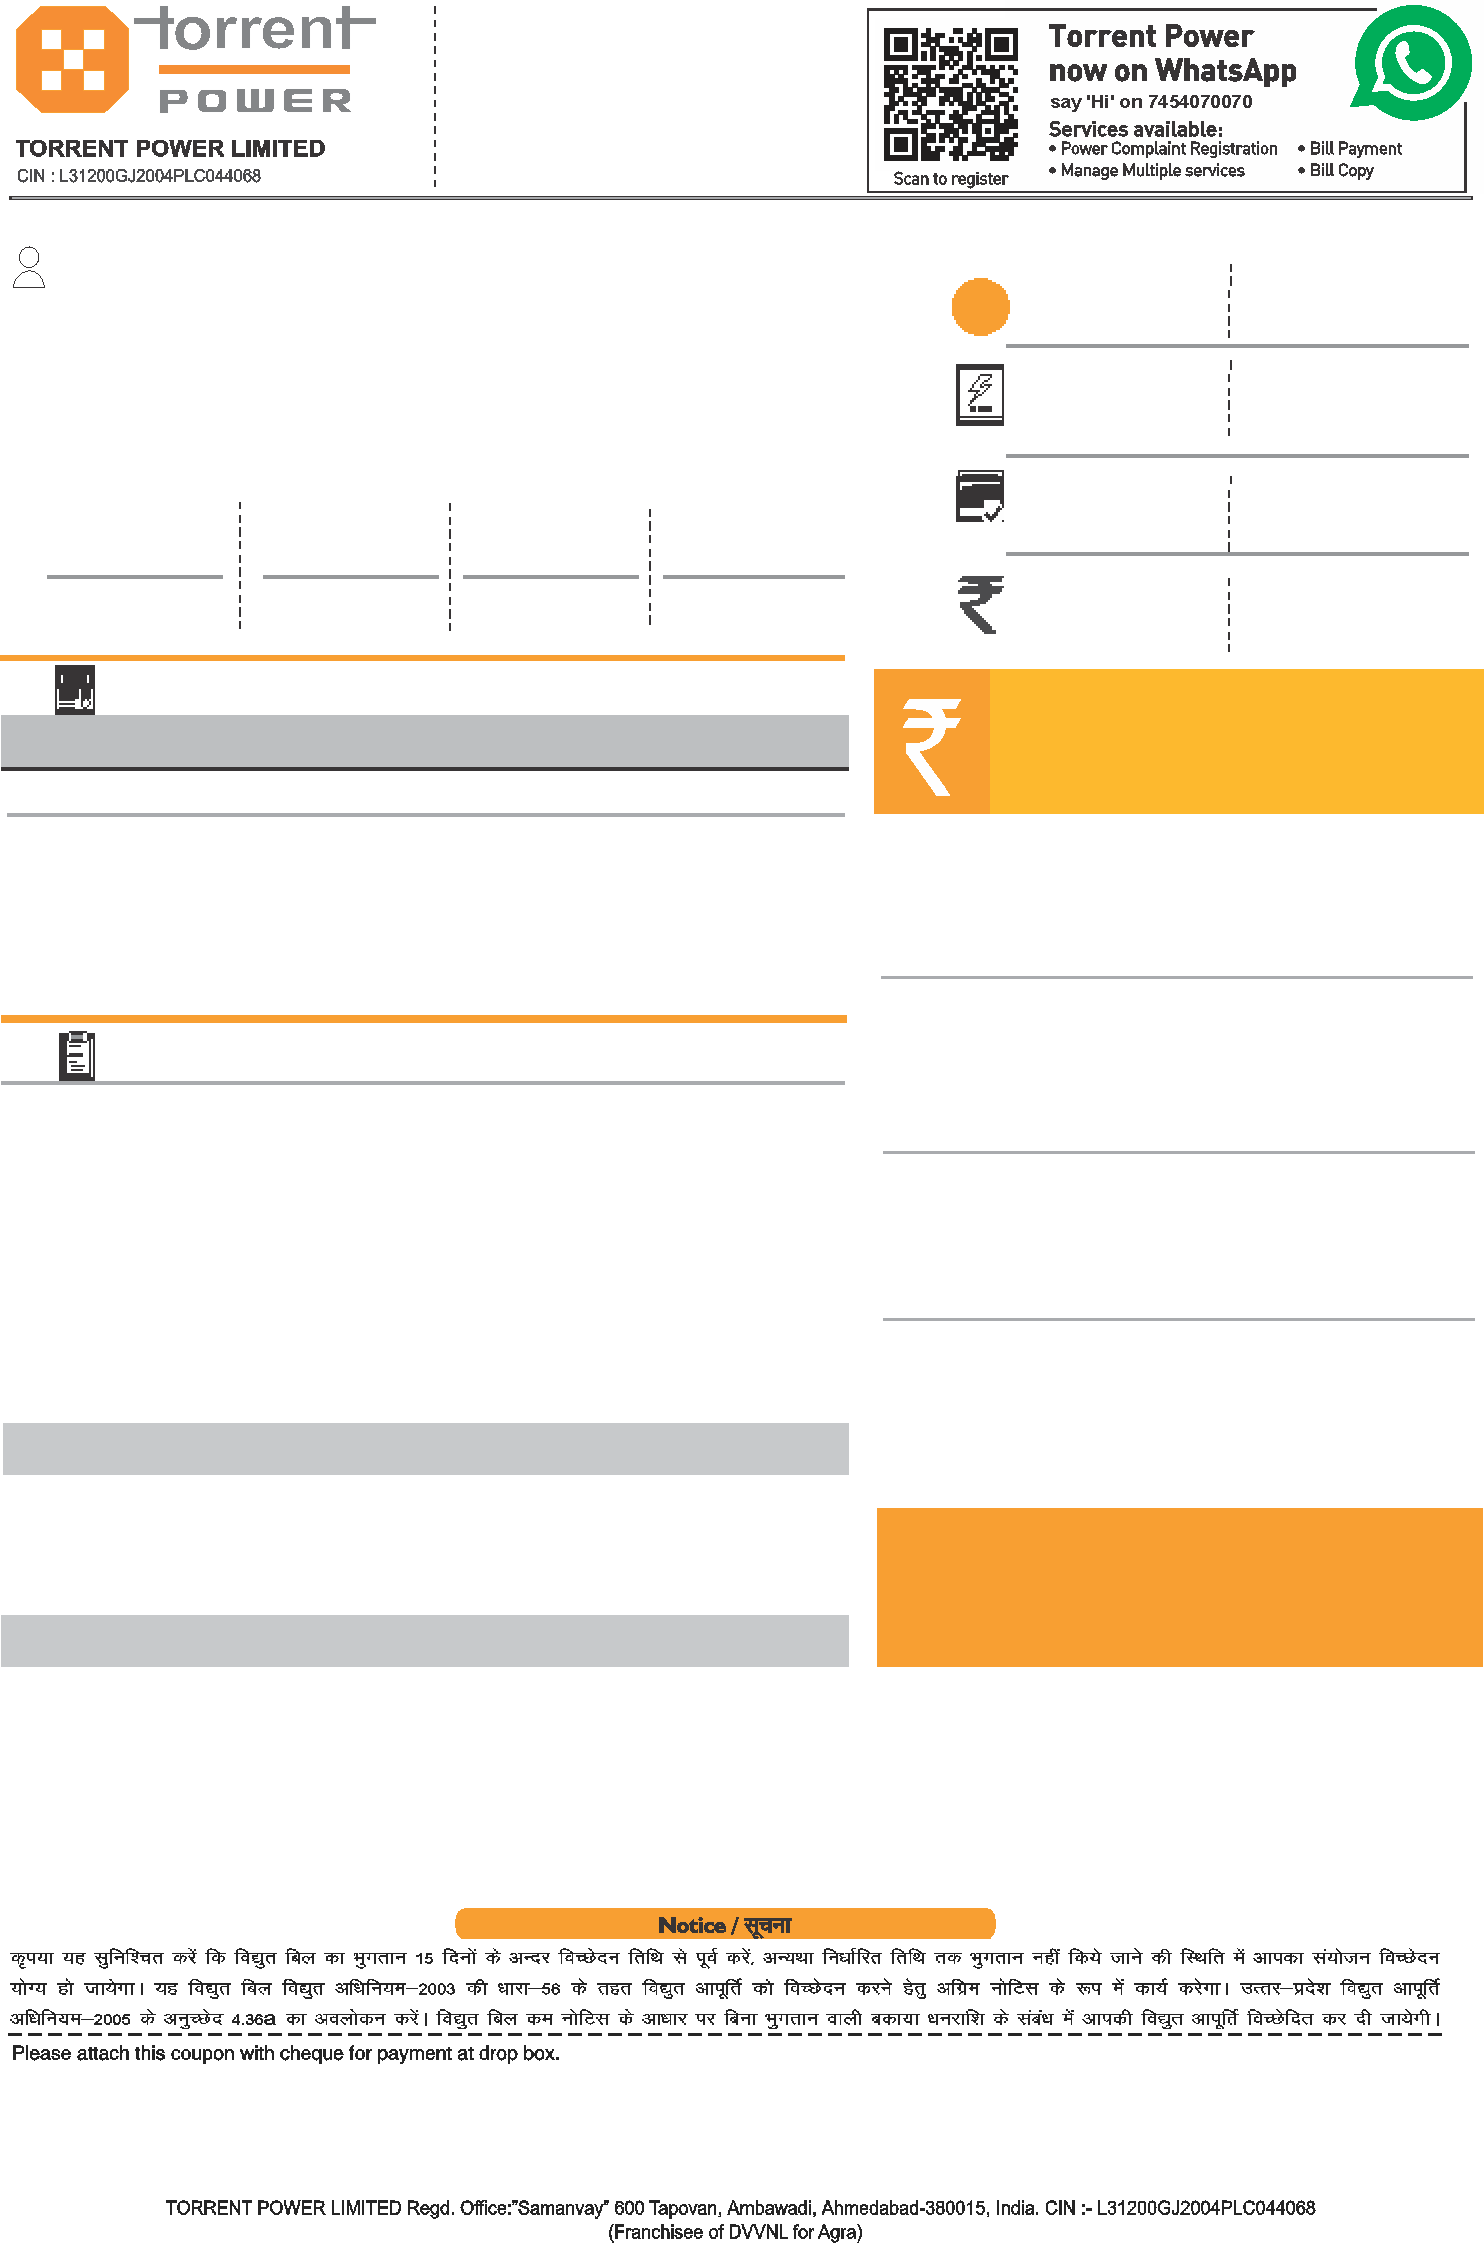 torrent
POWER
TORRENT POWER LIMITED
CIN : L31200GJ2004PLC044068
Torrent Power
now on WhatsApp
say 'Hi' on 7454070070
Services available:
• Power Complaint Registration • Bill Payment
• Manage Multiple services • Bill Copy
Scan to register
₹
₹
Notice / सूचना
कृपया यह सुनिश्चित करें कि विद्युत बिल का भुगतान 15 दिनों के अन्दर विच्छेदन तिथि से पूर्व करें, अन्यथा निर्धारित तिथि तक भुगतान नहीं किये जाने की स्थिति में आपका संयोजन विच्छेदन
योग्य हो जायेगा। यह विद्युत बिल विद्युत अधिनियम–2003 की धारा–56 के तहत विद्युत आपूर्ति को विच्छेदन करने हेतु अग्रिम नोटिस के रूप में कार्य करेगा। उत्तर–प्रदेश विद्युत आपूर्ति
अधिनियम–2005 के अनुच्छेद 4.36a का अवलोकन करें। विद्युत बिल कम नोटिस के आधार पर बिना भुगतान वाली बकाया धनराशि के संबंध में आपकी विद्युत आपूर्ति विच्छेदित कर दी जायेगी।
Please attach this coupon with cheque for payment at drop box.
TORRENT POWER LIMITED Regd. Office:"Samanvay" 600 Tapovan, Ambawadi, Ahmedabad-380015, India. CIN :- L31200GJ2004PLC044068
(Franchisee of DVVNL for Agra)